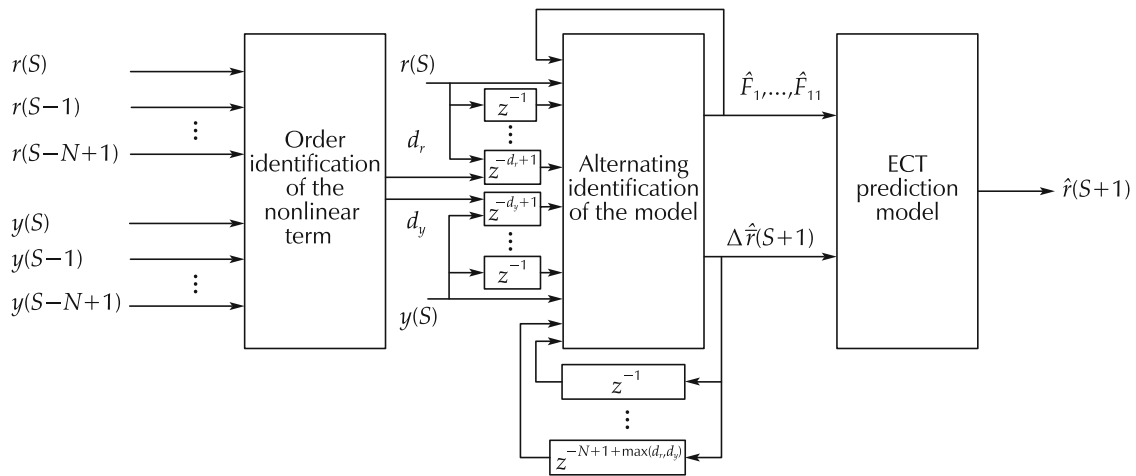 r(S)
r(S−1)
⋮
r(S−N+1)
y(S)
y(S−1)
⋮
y(S−N+1)
Order
identification
of the
nonlinear
term
d_r
d_y
r(S)
z^{−1}
⋮
z^{−d_r+1}
z^{−d_y+1}
⋮
z^{−1}
y(S)
Alternating
identification
of the model
z^{−1}
⋮
z^{−N+1+max(d_r,d_y)}
F̂_1,...,F̂_11
Δr̄̂(S+1)
ECT
prediction
model
r̂(S+1)